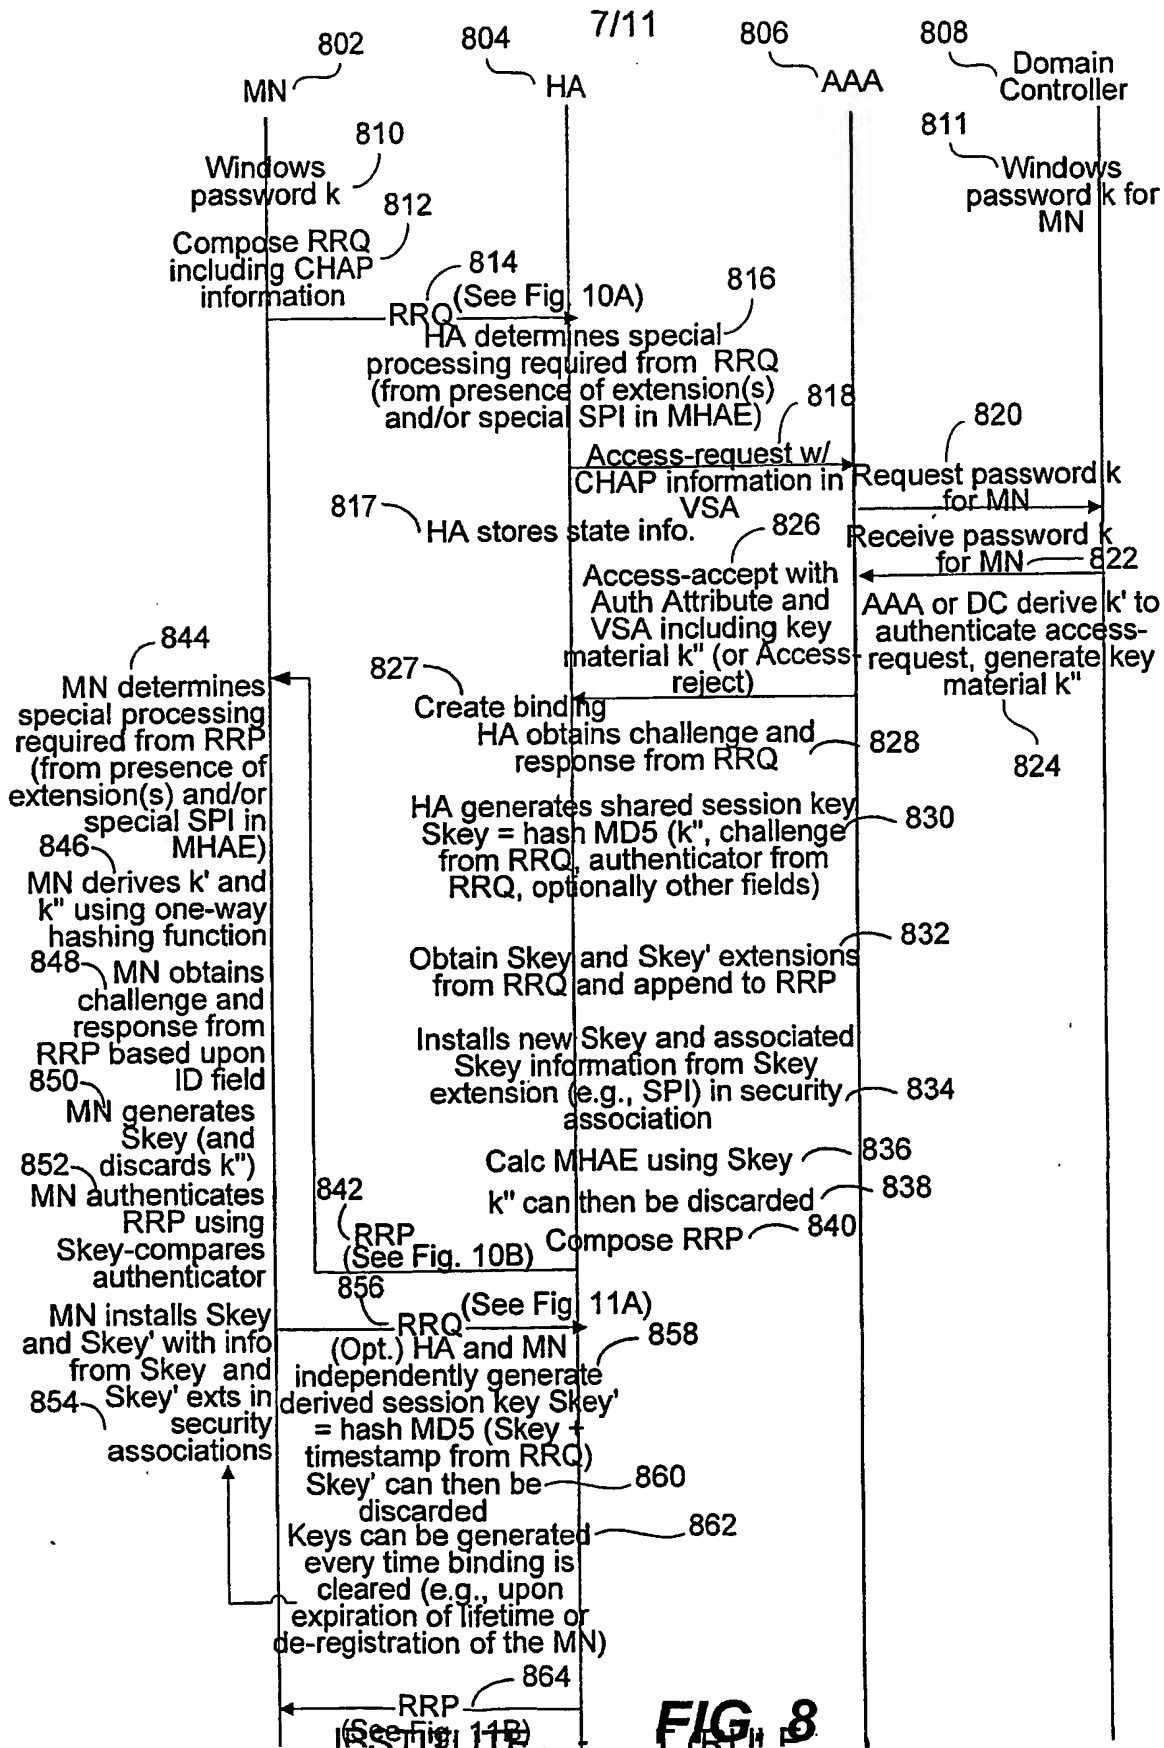 7/11
802
804
806
808
MN
HA
AAA
Domain
Controller
810
Windows
password k
811
Windows
password k for
MN
812
Compose RRQ
including CHAP
information
814
RRQ
(See Fig. 10A)
816
HA determines special
processing required from RRQ
(from presence of extension(s)
and/or special SPI in MHAE)
818
Access-request w/
CHAP information in
VSA
820
Request password k
for MN
817
HA stores state info.
Receive password k
for MN
822
826
Access-accept with
Auth Attribute and
VSA including key
material k" (or Access-
reject)
AAA or DC derive k' to
authenticate access-
request, generate key
material k"
824
827
Create binding
HA obtains challenge and
response from RRQ
828
HA generates shared session key
Skey = hash MD5 (k", challenge
from RRQ, authenticator from
RRQ, optionally other fields)
830
Obtain Skey and Skey' extensions
from RRQ and append to RRP
832
Installs new Skey and associated
Skey information from Skey
extension (e.g., SPI) in security
association
834
Calc MHAE using Skey
836
k" can then be discarded
838
Compose RRP
840
842
RRP
(See Fig. 10B)
844
MN determines
special processing
required from RRP
(from presence of
extension(s) and/or
special SPI in
MHAE)
846
MN derives k' and
k" using one-way
hashing function
848
MN obtains
challenge and
response from
RRP based upon
ID field
850
MN generates
Skey (and
discards k")
852
MN authenticates
RRP using
Skey-compares
authenticator
MN installs Skey
and Skey' with info
from Skey and
Skey' exts in
security
associations
854
856
RRQ
(See Fig. 11A)
(Opt.) HA and MN
independently generate
derived session key Skey'
= hash MD5 (Skey +
timestamp from RRQ)
858
Skey' can then be
discarded
860
Keys can be generated
every time binding is
cleared (e.g., upon
expiration of lifetime or
de-registration of the MN)
862
864
RRP
(See Fig. 11B)
FIG. 8